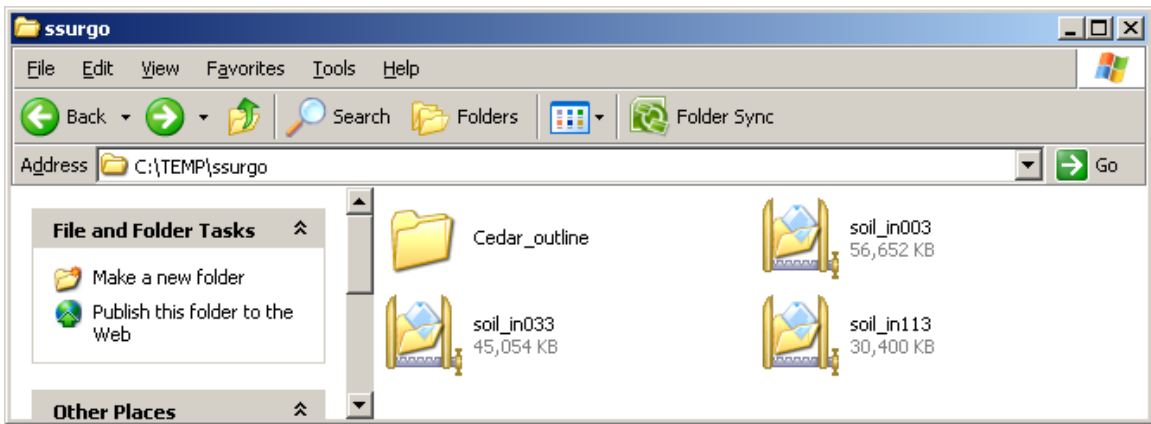 ssurgo
File Edit View Favorites Tools Help
Back Search Folders Folder Sync
Address C:\TEMP\ssurgo Go
File and Folder Tasks
Make a new folder
Publish this folder to the
Web
Other Places
Cedar_outline
soil_in003
56,652 KB
soil_in033
45,054 KB
soil_in113
30,400 KB